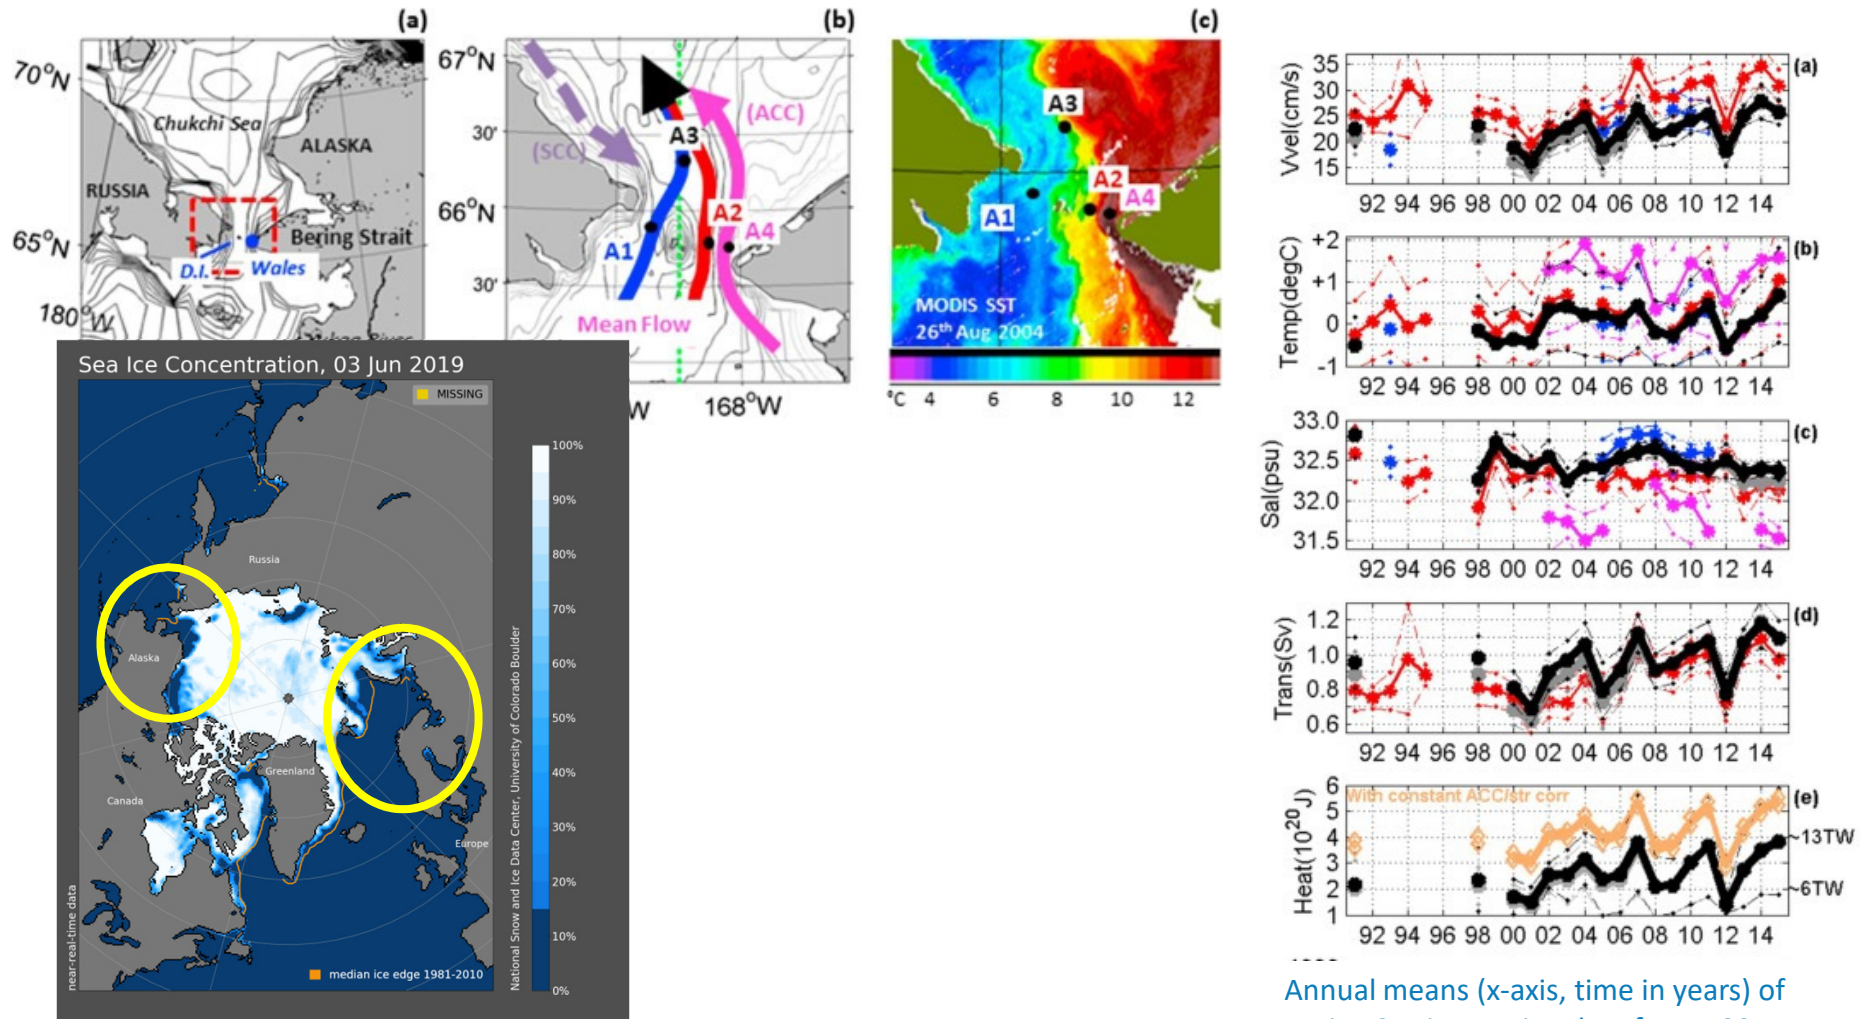 (a)
70°N
Chukchi Sea
ALASKA
RUSSIA
65°N
Bering Strait
D.I.
Wales
180°W
(b)
67°N
30'
(ACC)
(SCC)
A3
66°N
A2
A4
A1
30'
Mean Flow
168°W
(c)
A3
A2
A4
A1
MODIS SST
26th Aug 2004
°C 4 6 8 10 12
Sea Ice Concentration, 03 Jun 2019
MISSING
Russia
Alaska
Greenland
Canada
Europe
near-real-time data
median ice edge 1981-2010
National Snow and Ice Data Center, University of Colorado Boulder
100%
90%
80%
70%
60%
50%
40%
30%
20%
10%
0%
(a)
Vvel(cm/s)
35
30
25
20
15
92 94 96 98 00 02 04 06 08 10 12 14
(b)
Temp(degC)
+2
+1
0
-1
92 94 96 98 00 02 04 06 08 10 12 14
(c)
Sal(psu)
33.0
32.5
32.0
31.5
92 94 96 98 00 02 04 06 08 10 12 14
(d)
Trans(Sv)
1.2
1.0
0.8
0.6
92 94 96 98 00 02 04 06 08 10 12 14
(e)
With constant ACC/str corr
Heat(10²⁰J)
6
5
4
3
2
1
~13TW
~6TW
92 94 96 98 00 02 04 06 08 10 12 14
Annual means (x-axis, time in years) of